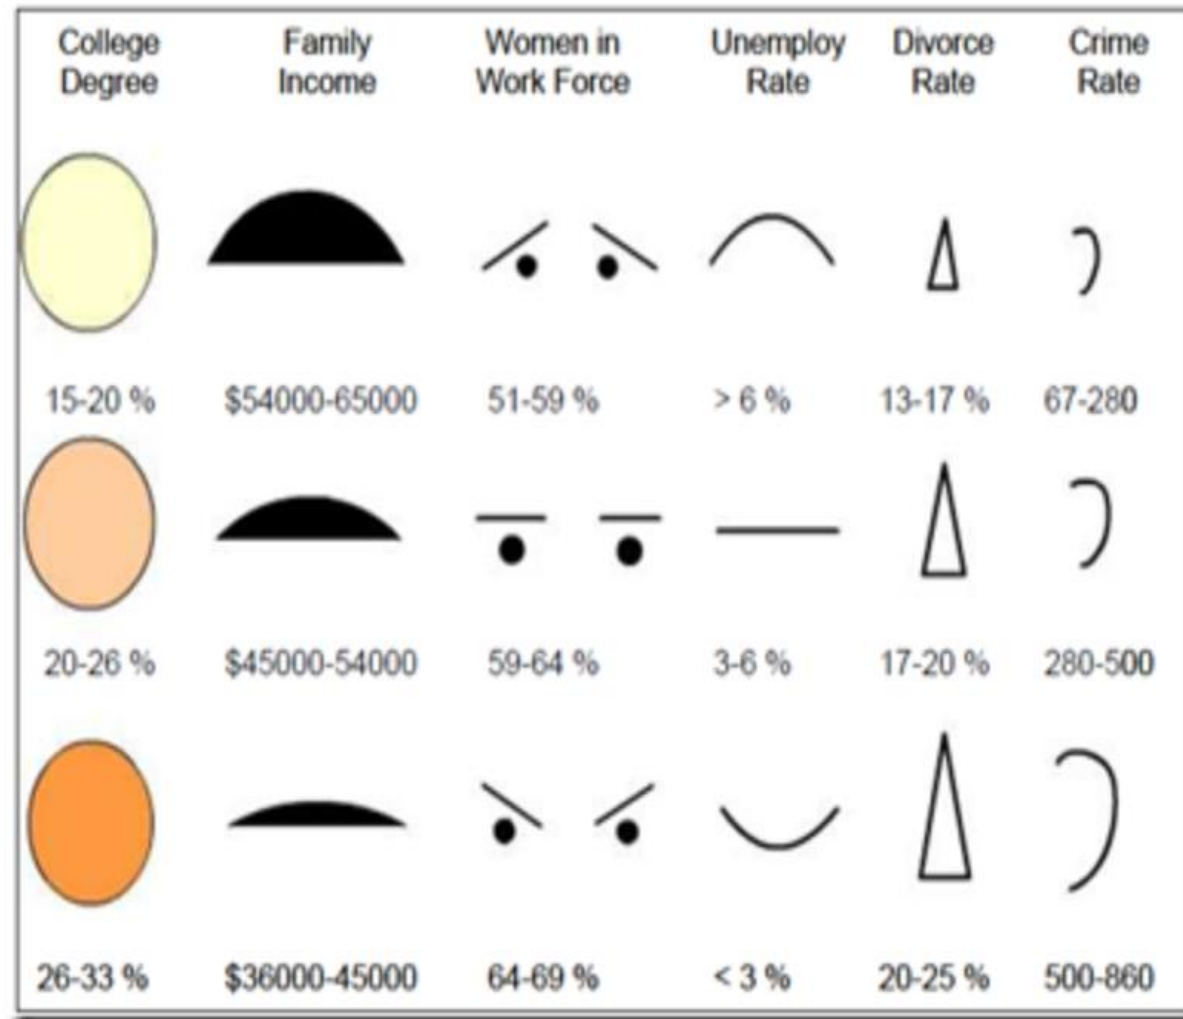 College Family Women in Unemploy Divorce Crime
Degree Income Work Force Rate Rate Rate
15-20 % $54000-65000 51-59 % > 6 % 13-17 % 67-280
20-26 % $45000-54000 59-64 % 3-6 % 17-20 % 280-500
26-33 % $36000-45000 64-69 % < 3 % 20-25 % 500-860